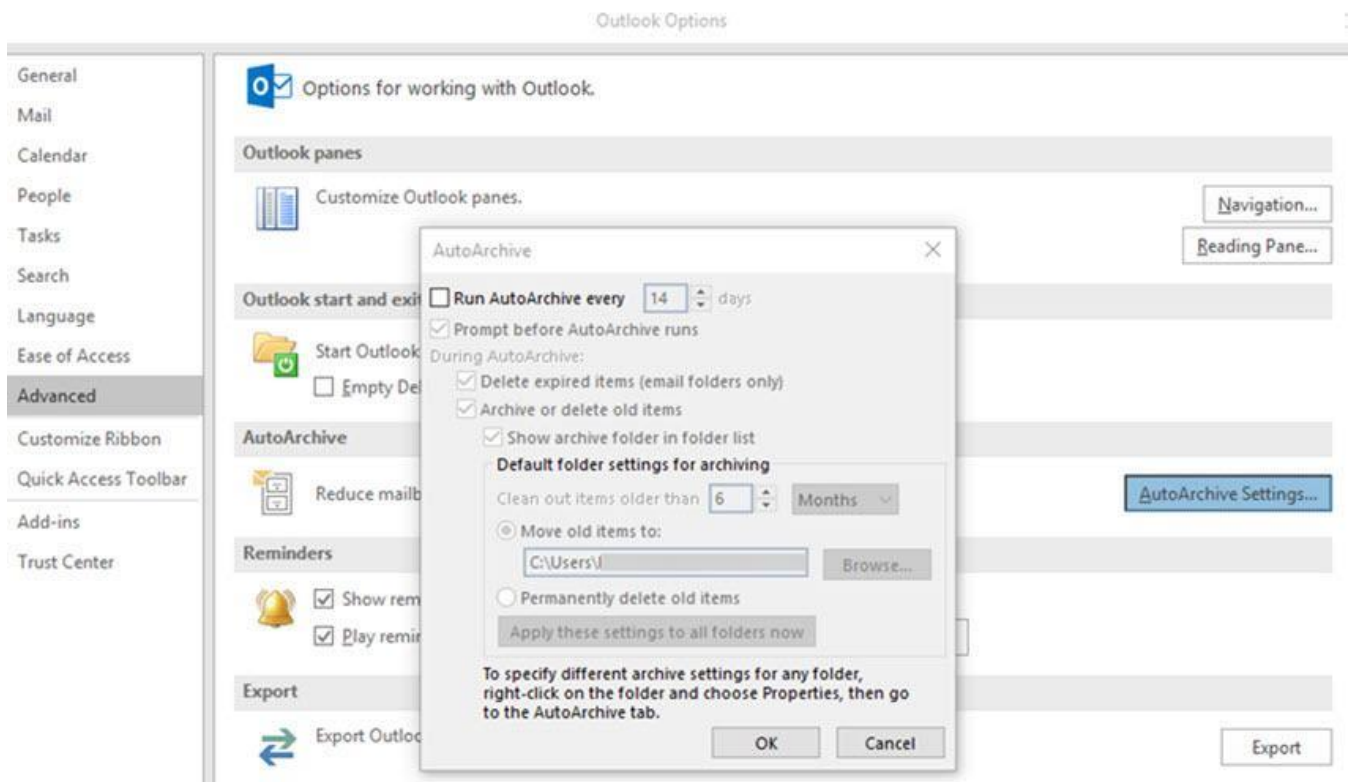 Outlook Options
General
Mail
Calendar
People
Tasks
Search
Language
Ease of Access
Advanced
Customize Ribbon
Quick Access Toolbar
Add-ins
Trust Center
Options for working with Outlook.
Outlook panes
Customize Outlook panes.
Navigation...
Reading Pane...
Outlook start and exit
Start Outlook
Empty De
AutoArchive
Reduce mailb
AutoArchive Settings...
Reminders
Show rem
Play remin
Export
Export Outloo
Export
AutoArchive
Run AutoArchive every 14 days
Prompt before AutoArchive runs
During AutoArchive:
Delete expired items (email folders only)
Archive or delete old items
Show archive folder in folder list
Default folder settings for archiving
Clean out items older than 6 Months
Move old items to:
C:\Users\
Browse...
Permanently delete old items
Apply these settings to all folders now
To specify different archive settings for any folder,
right-click on the folder and choose Properties, then go
to the AutoArchive tab.
OK Cancel